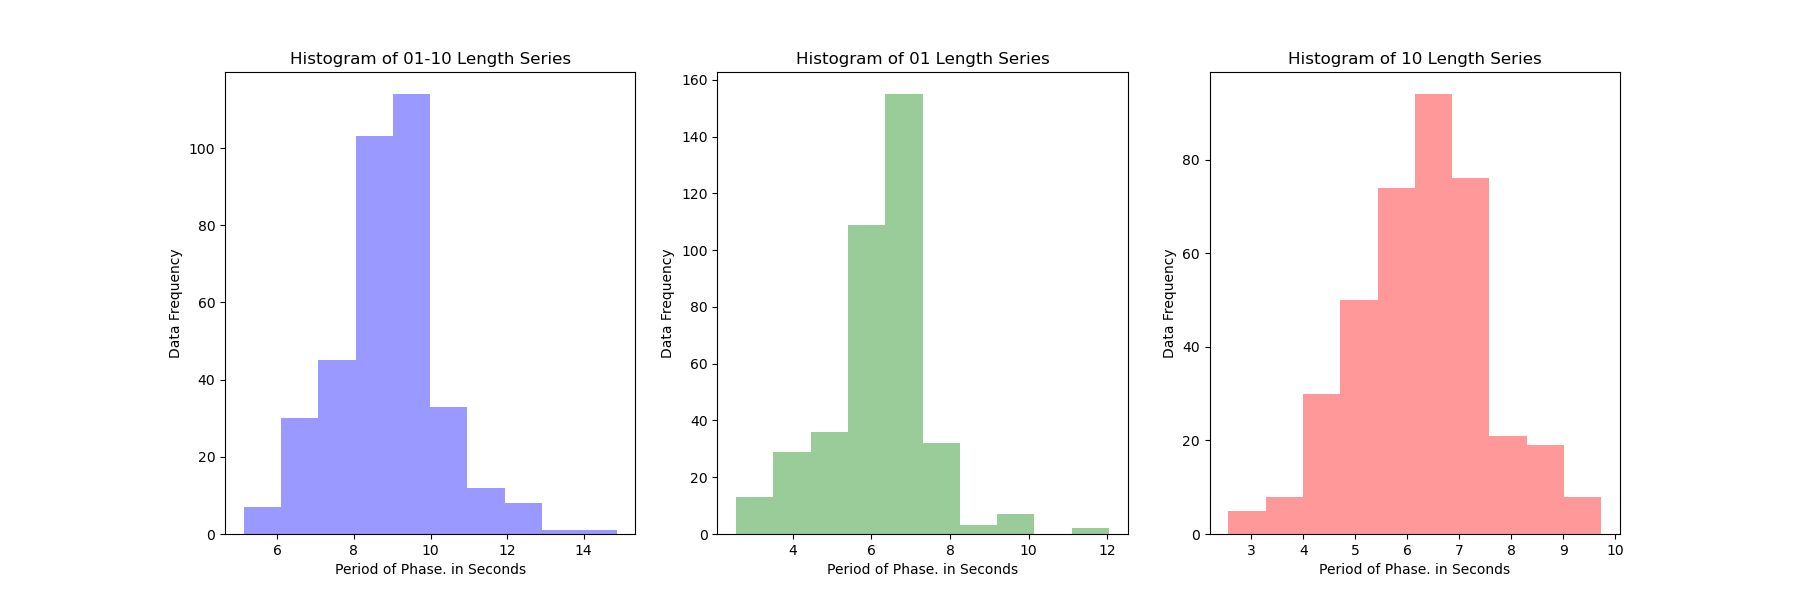 Histogram of 01-10 Length Series
100
80
60
40
20
0
Data Frequency
6 8 10 12 14
Period of Phase. in Seconds
Histogram of 01 Length Series
160
140
120
100
80
60
40
20
0
Data Frequency
4 6 8 10 12
Period of Phase. in Seconds
Histogram of 10 Length Series
80
60
40
20
0
Data Frequency
3 4 5 6 7 8 9 10
Period of Phase. in Seconds